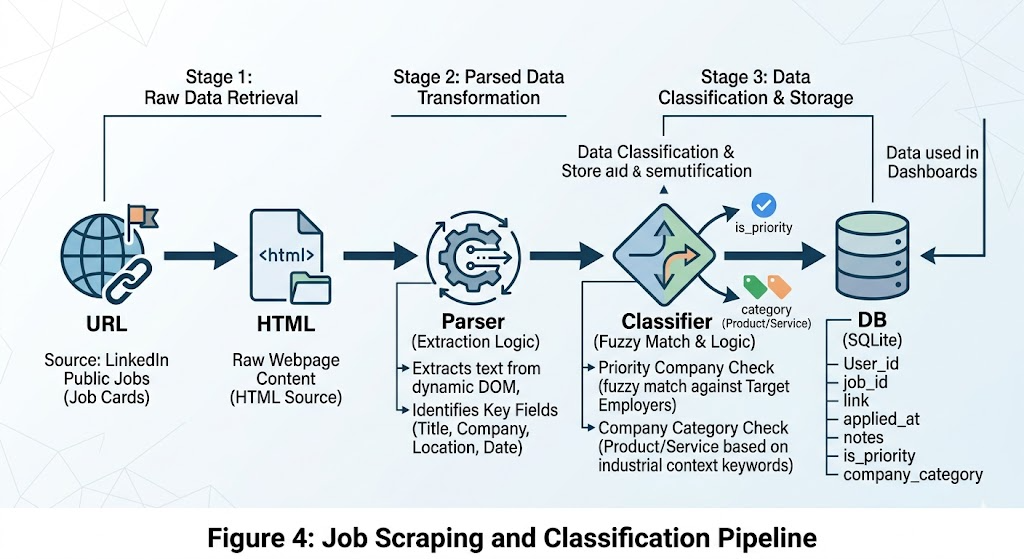 Stage 1:
Raw Data Retrieval
Stage 2: Parsed Data
Transformation
Stage 3: Data
Classification & Storage
Data Classification &
Store aıd & semutification
Data used in
Dashboards
<html>
is_priority
category
(Product/Service)
URL
Source: LinkedIn
Public Jobs
(Job Cards)
HTML
Raw Webpage
Content
(HTML Source)
Parser
(Extraction Logic)
Extracts text from
dynamic DOM,
Identifies Key Fields
(Title, Company,
Location, Date)
Classifier
(Fuzzy Match & Logic)
Priority Company Check
(fuzzy match against Target
Employers)
Company Category Check
(Product/Service based on
industrial context keywords)
DB
(SQLite)
User_id
job_id
link
applied_at
notes
is_priority
company_category
Figure 4: Job Scraping and Classification Pipeline